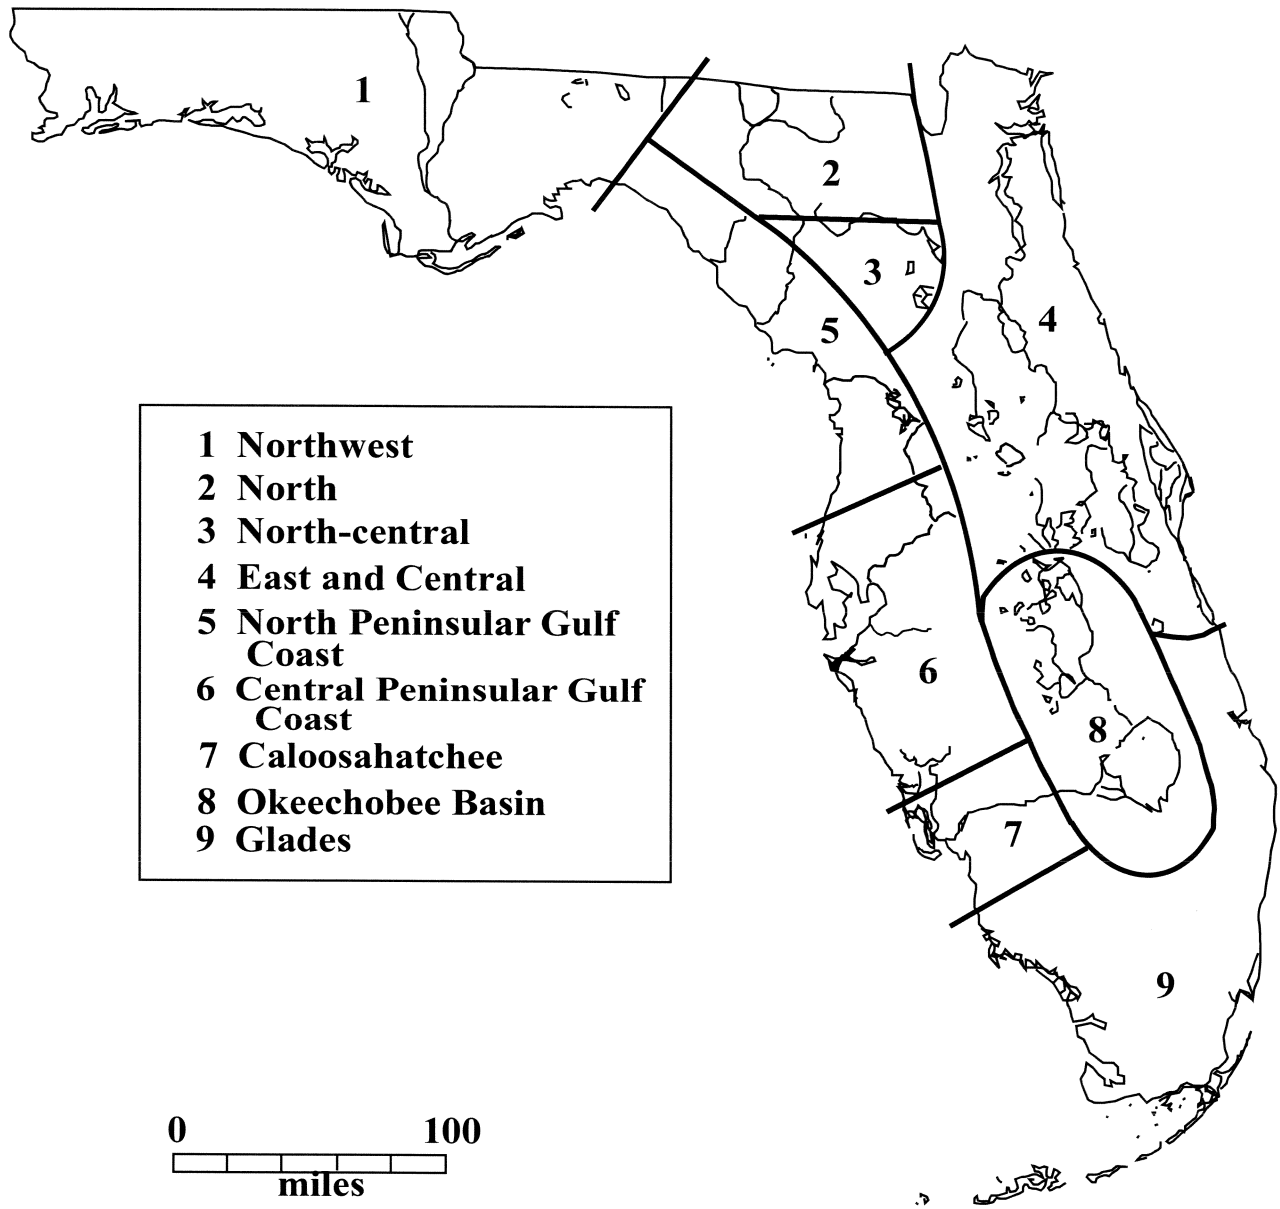 1
2
3
4
5
1 Northwest
2 North
3 North-central
4 East and Central
5 North Peninsular Gulf
Coast
6 Central Peninsular Gulf
Coast
7 Caloosahatchee
8 Okeechobee Basin
9 Glades
6
8
7
9
0 100
miles